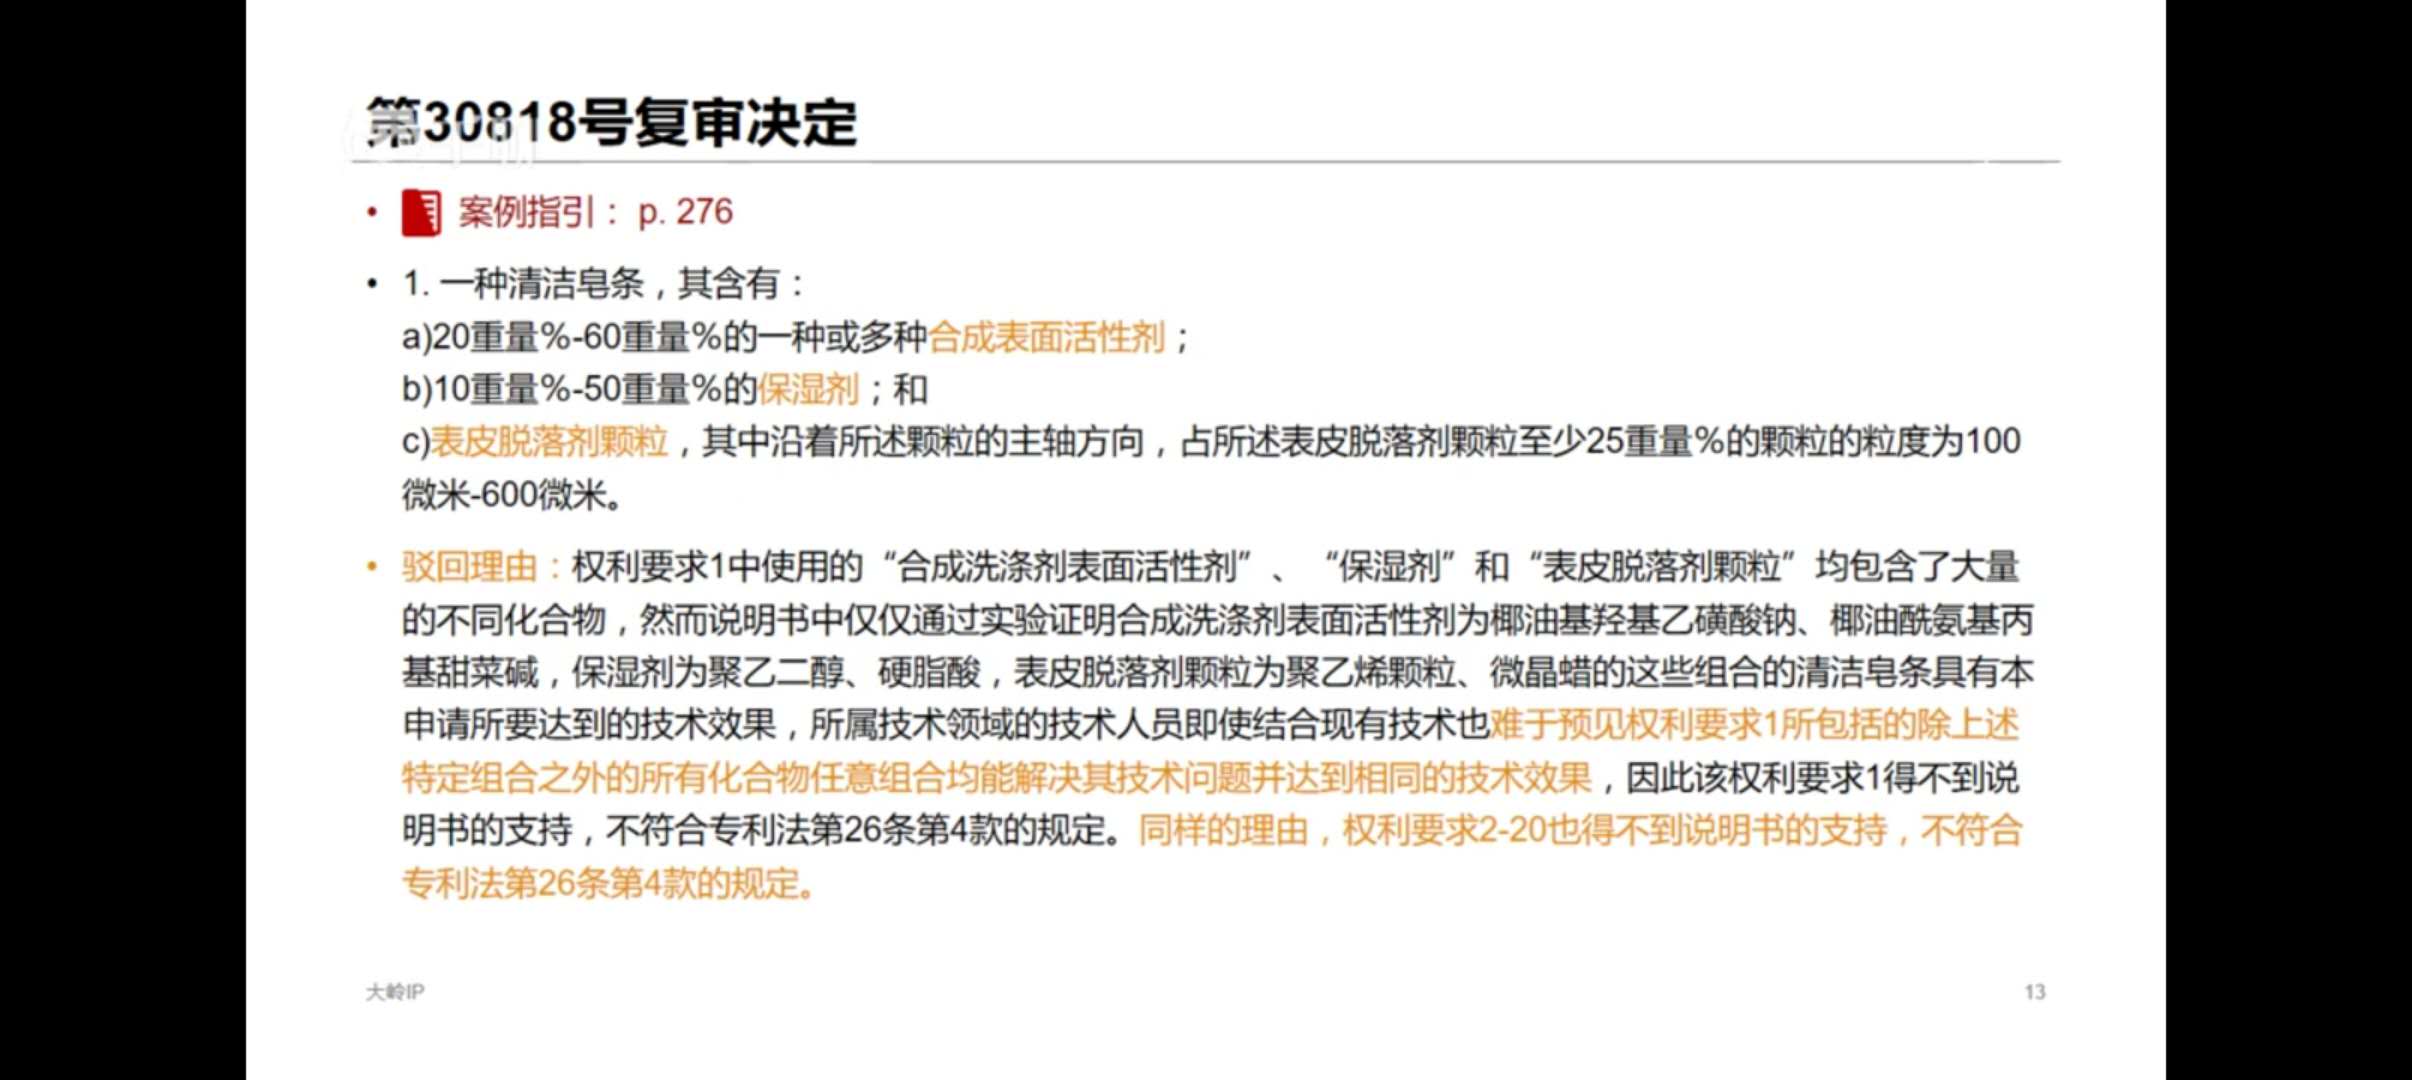 第30818号复审决定
• 案例指引： p. 276
• 1. 一种清洁皂条，其含有：
a)20重量%-60重量%的一种或多种合成表面活性剂；
b)10重量%-50重量%的保湿剂；和
c)表皮脱落剂颗粒，其中沿着所述颗粒的主轴方向，占所述表皮脱落剂颗粒至少25重量%的颗粒的粒度为100
微米-600微米。
• 驳回理由：权利要求1中使用的“合成洗涤剂表面活性剂”、“保湿剂”和“表皮脱落剂颗粒”均包含了大量
的不同化合物，然而说明书中仅仅通过实验证明合成洗涤剂表面活性剂为椰油基羟基乙磺酸钠、椰油酰氨基丙
基甜菜碱，保湿剂为聚乙二醇、硬脂酸，表皮脱落剂颗粒为聚乙烯颗粒、微晶蜡的这些组合的清洁皂条具有本
申请所要达到的技术效果，所属技术领域的技术人员即使结合现有技术也难于预见权利要求1所包括的除上述
特定组合之外的所有化合物任意组合均能解决其技术问题并达到相同的技术效果，因此该权利要求1得不到说
明书的支持，不符合专利法第26条第4款的规定。同样的理由，权利要求2-20也得不到说明书的支持，不符合
专利法第26条第4款的规定。
大岭IP
13